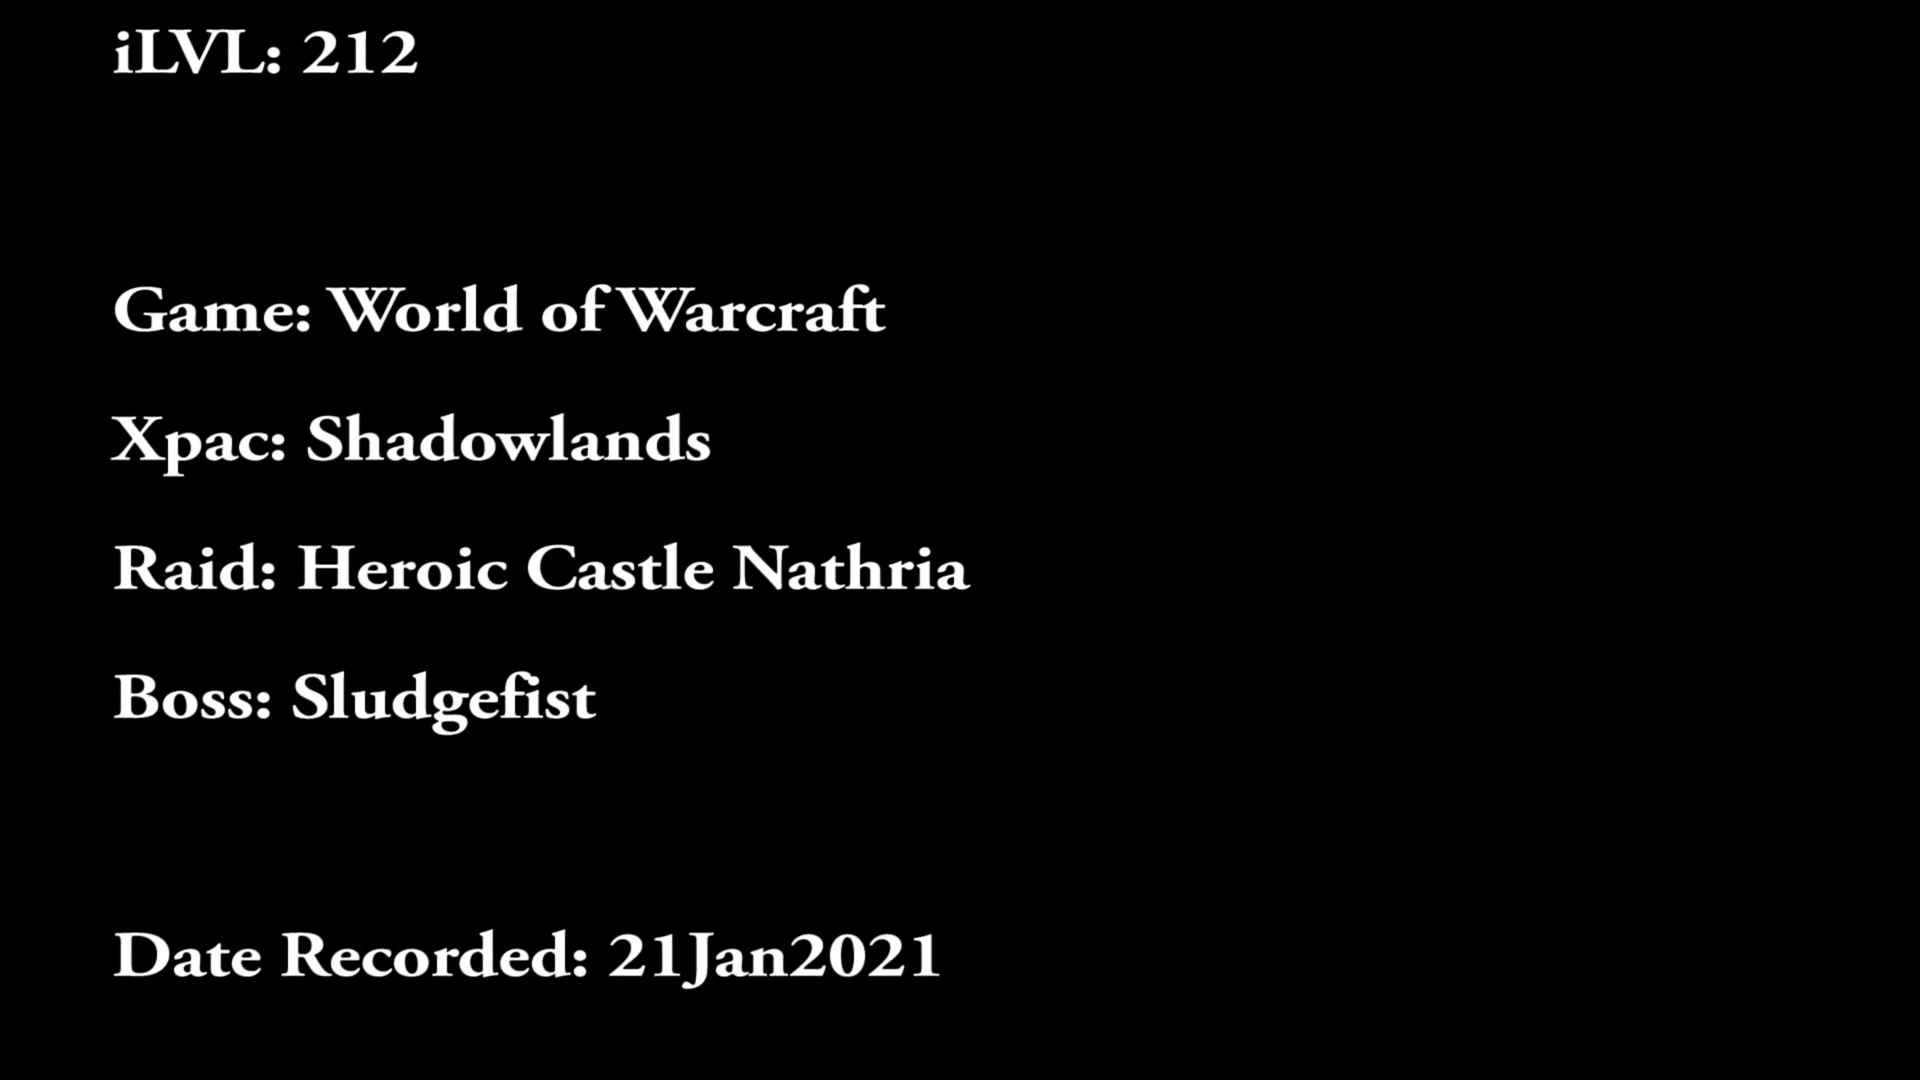 iLVL: 212
Game: World of Warcraft
Xpac: Shadowlands
Raid: Heroic Castle Nathria
Boss: Sludgefist
Date Recorded: 21Jan2021